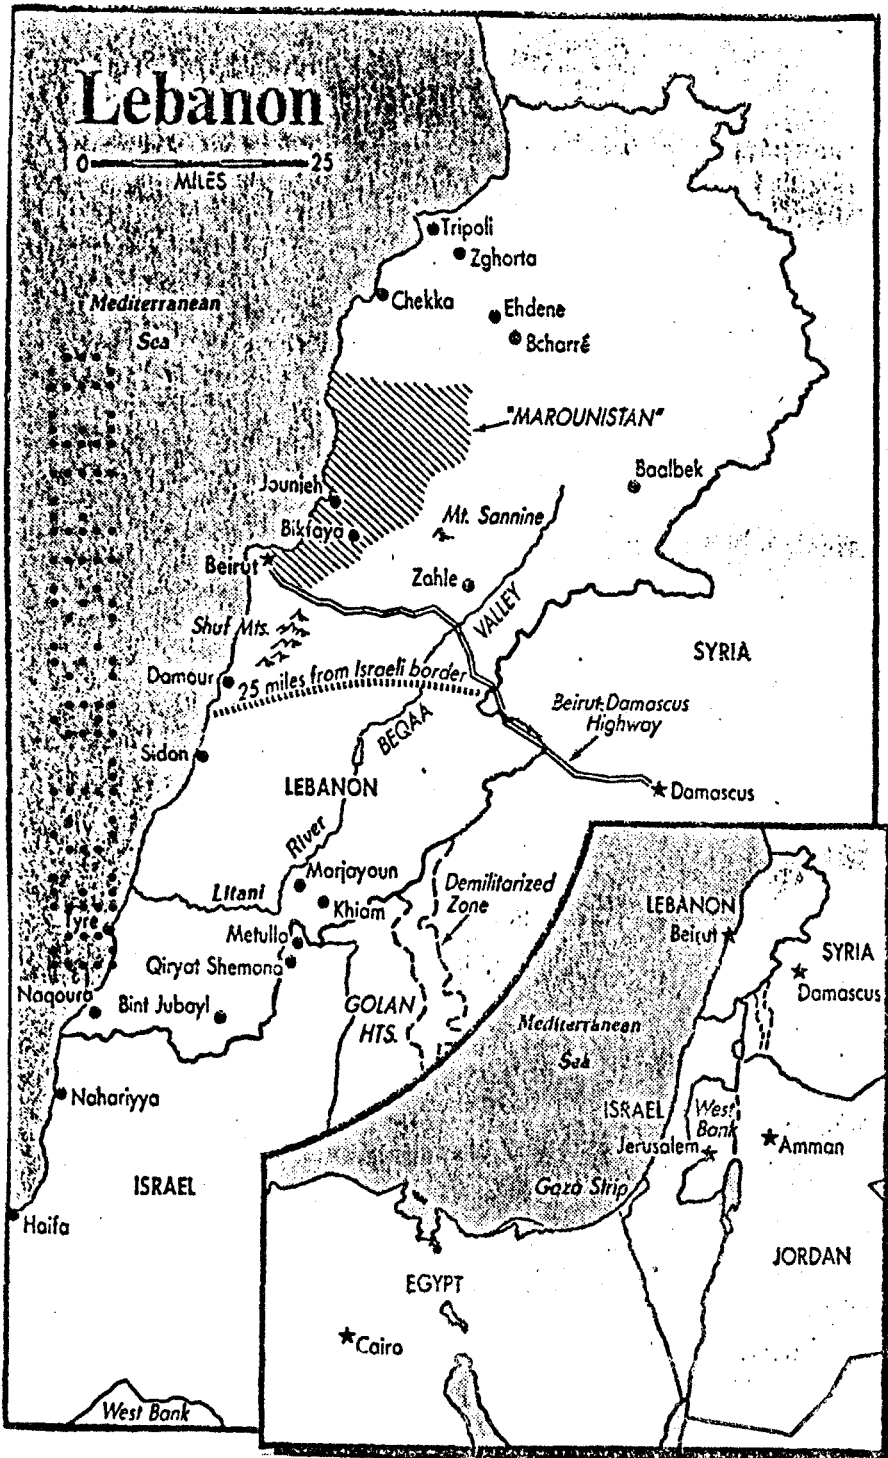 Lebanon
0 25
MILES
Mediterranean
Sea
Tripoli
Zghorta
Chekka
Ehdene
Bcharré
"MAROUNISTAN"
Baalbek
Jounieh
Mt. Sannine
Bikfaya
Beirut
Zahle
VALLEY
Shuf Mts.
SYRIA
Damour
25 miles from Israeli border
Beirut-Damascus
Highway
BEQAA
Sidon
LEBANON
Damascus
River
Litani
Marjayoun
Khiam
Demilitarized
Zone
Tyre
Metulla
Qiryat Shemona
Naqoura
Bint Jubayl
GOLAN
HTS.
Nahariyya
ISRAEL
Haifa
West Bank
LEBANON
Beirut
SYRIA
Damascus
Mediterranean
Sea
ISRAEL
West
Bank
Jerusalem
Amman
Gaza Strip
JORDAN
EGYPT
Cairo